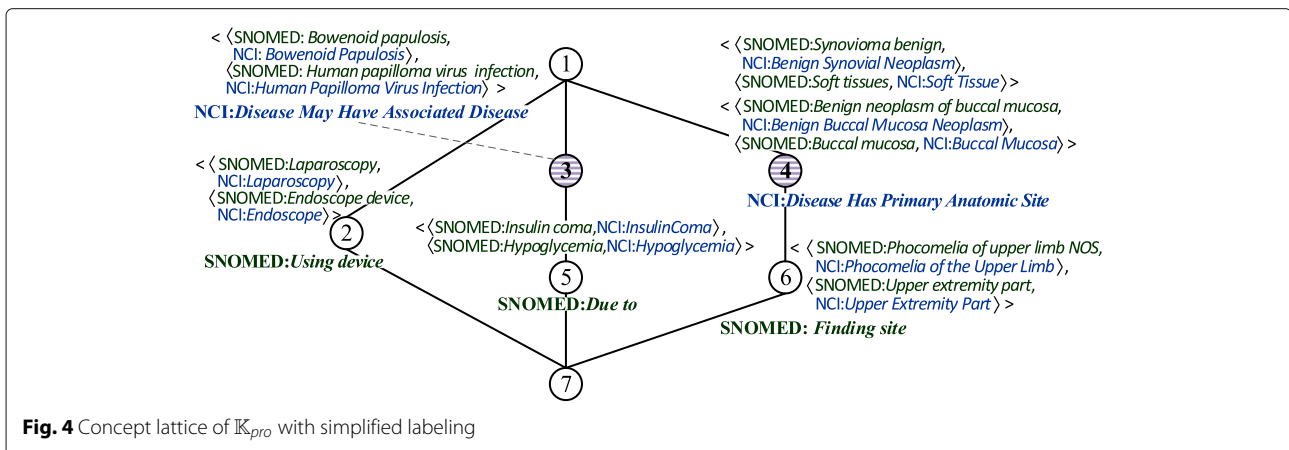 < ⟨SNOMED: Bowenoid papulosis,
NCI: Bowenoid Papulosis⟩,
⟨SNOMED: Human papilloma virus infection,
NCI:Human Papilloma Virus Infection⟩ >
NCI:Disease May Have Associated Disease
1
< ⟨SNOMED:Synovioma benign,
NCI:Benign Synovial Neoplasm⟩,
⟨SNOMED:Soft tissues, NCI:Soft Tissue⟩ >
< ⟨SNOMED:Benign neoplasm of buccal mucosa,
NCI:Benign Buccal Mucosa Neoplasm⟩,
⟨SNOMED:Buccal mucosa, NCI:Buccal Mucosa⟩ >
< ⟨SNOMED:Laparoscopy,
NCI:Laparoscopy⟩,
⟨SNOMED:Endoscope device,
NCI:Endoscope⟩ >
2
SNOMED:Using device
3
4
NCI:Disease Has Primary Anatomic Site
< ⟨SNOMED:Insulin coma,NCI:InsulinComa⟩,
⟨SNOMED:Hypoglycemia,NCI:Hypoglycemia⟩ >
5
SNOMED:Due to
6
< ⟨SNOMED:Phocomelia of upper limb NOS,
NCI:Phocomelia of the Upper Limb⟩,
⟨SNOMED:Upper extremity part,
NCI:Upper Extremity Part⟩ >
SNOMED: Finding site
7
Fig. 4 Concept lattice of 𝕂pro with simplified labeling